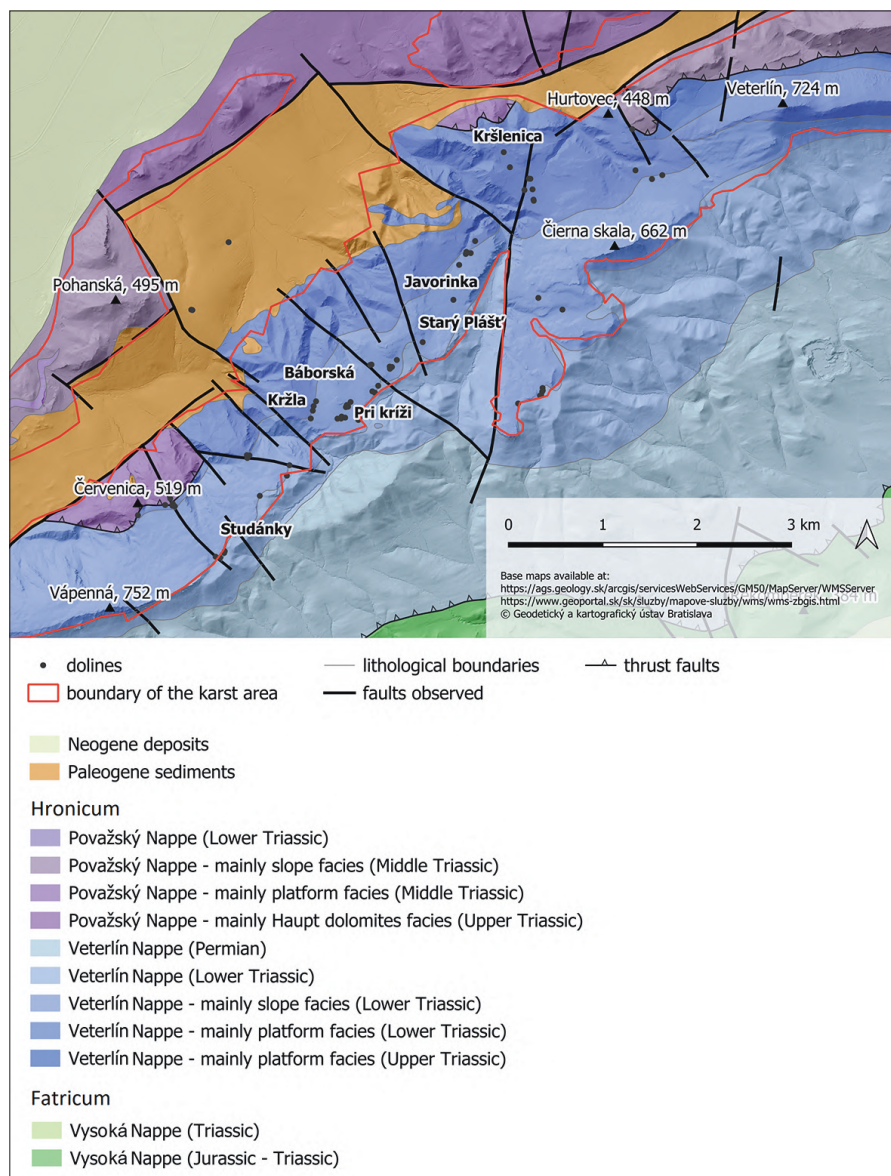 Hurtovec, 448 m
Veterlín, 724 m
Kršlenica
Čierna skala, 662 m
Pohanská, 495 m
Javorinka
Starý Plášť
Báborská
Kržla
Pri kríži
Červenica, 519 m
Studánky
Vápenná, 752 m
0 1 2 3 km
Base maps available at:
https://ags.geology.sk/arcgis/servicesWebServices/GM50/MapServer/WMSServer
https://www.geoportal.sk/sk/sluzby/mapove-sluzby/wms/wms-zbgis.html
© Geodetický a kartografický ústav Bratislava
dolines
lithological boundaries
thrust faults
boundary of the karst area
faults observed
Neogene deposits
Paleogene sediments
Hronicum
Považský Nappe (Lower Triassic)
Považský Nappe - mainly slope facies (Middle Triassic)
Považský Nappe - mainly platform facies (Middle Triassic)
Považský Nappe - mainly Haupt dolomites facies (Upper Triassic)
Veterlín Nappe (Permian)
Veterlín Nappe (Lower Triassic)
Veterlín Nappe - mainly slope facies (Lower Triassic)
Veterlín Nappe - mainly platform facies (Lower Triassic)
Veterlín Nappe - mainly platform facies (Upper Triassic)
Fatricum
Vysoká Nappe (Triassic)
Vysoká Nappe (Jurassic - Triassic)